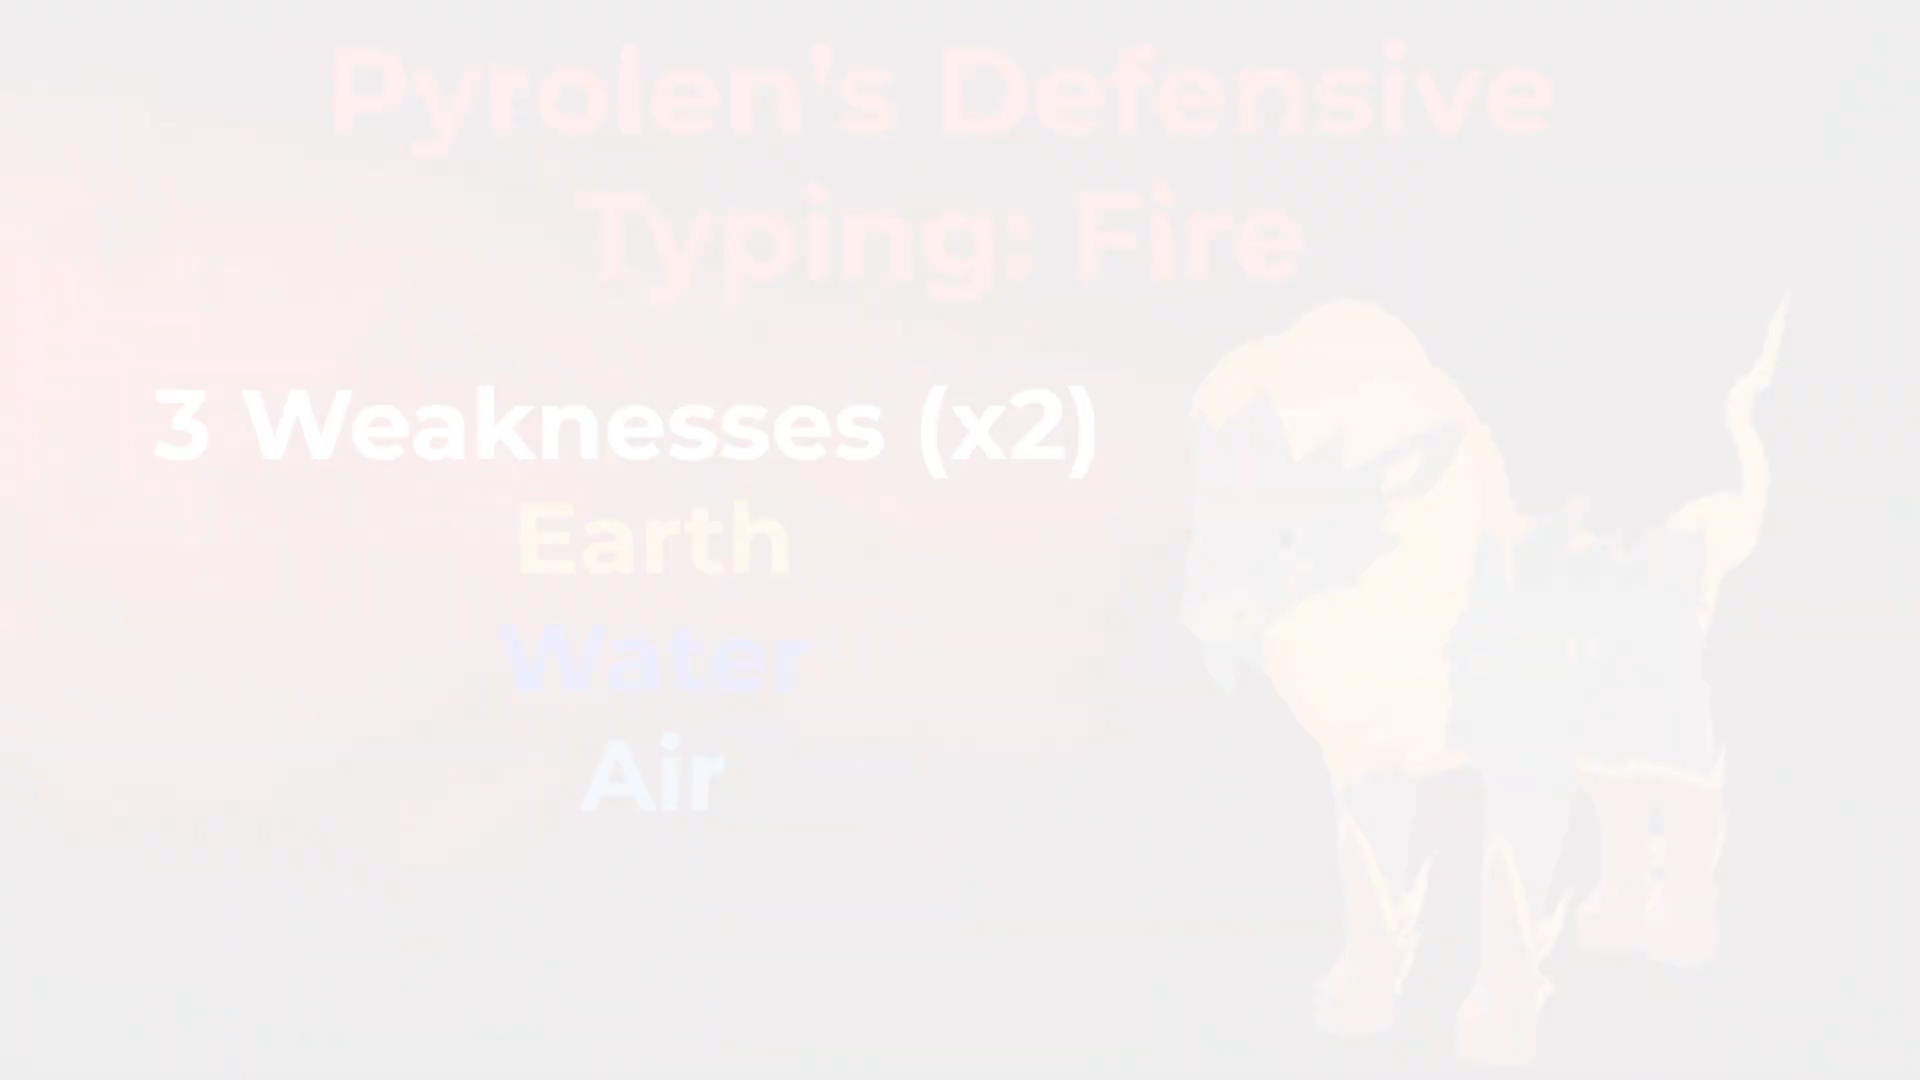 Pyrolen's Defensive
Typing: Fire
3 Weaknesses (x2)
Earth
Water
Air